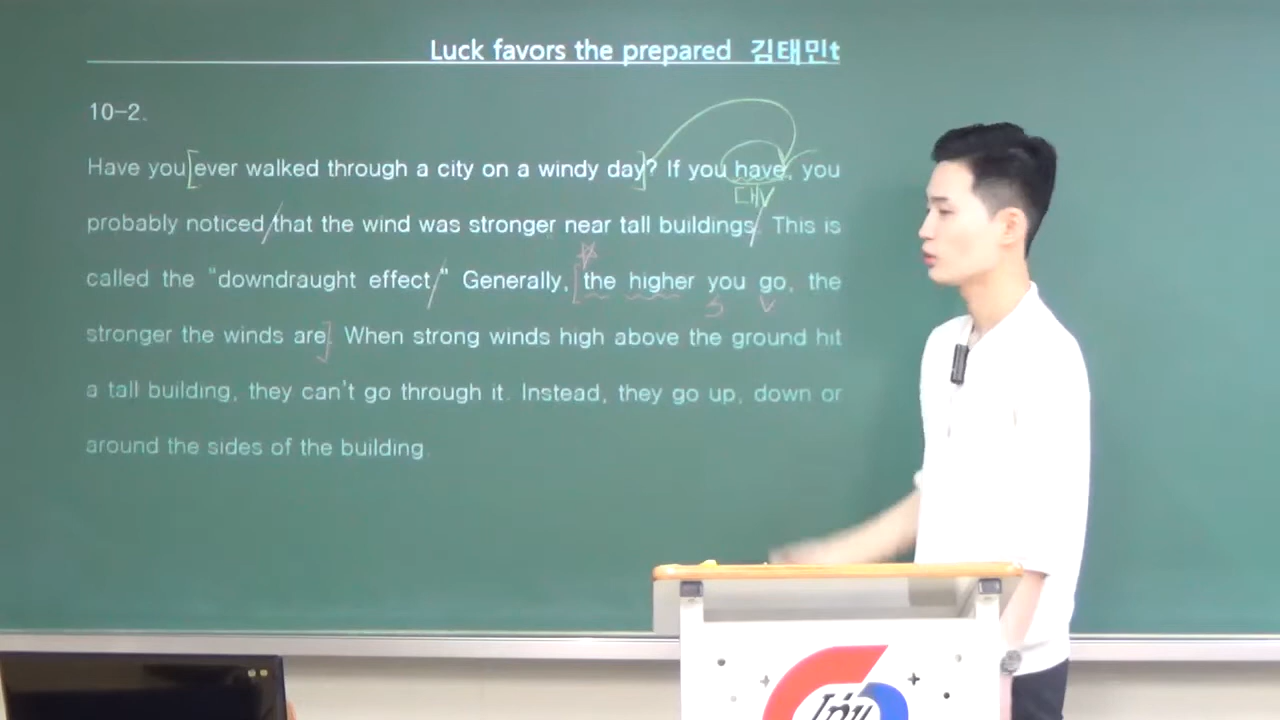 Luck favors the prepared 김태민t
10-2.
Have you [ever walked through a city on a windy day]? If you have, you
대V
probably noticed / that the wind was stronger near tall buildings. / This is
called the "downdraught effect." / Generally, [the higher you go, the
S V
stronger the winds are]. When strong winds high above the ground hit
a tall building, they can't go through it. Instead, they go up, down or
around the sides of the building.